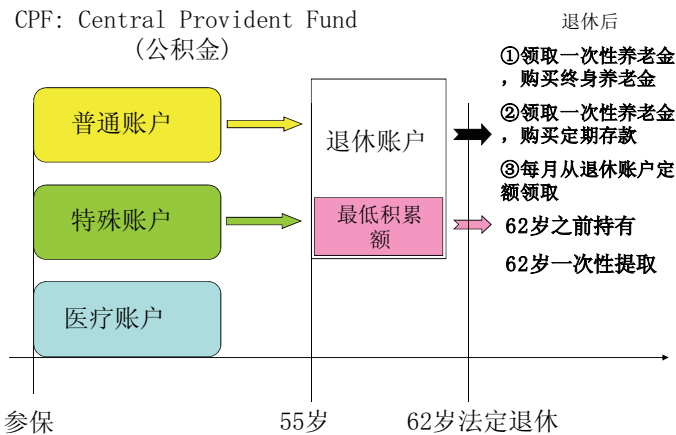 CPF: Central Provident Fund
(公积金)
普通账户
特殊账户
医疗账户
退休账户
最低积累
额
退休后
①领取一次性养老金
，购买终身养老金
②领取一次性养老金
，购买定期存款
③每月从退休账户定
额领取
62岁之前持有
62岁一次性提取
参保
55岁
62岁法定退休